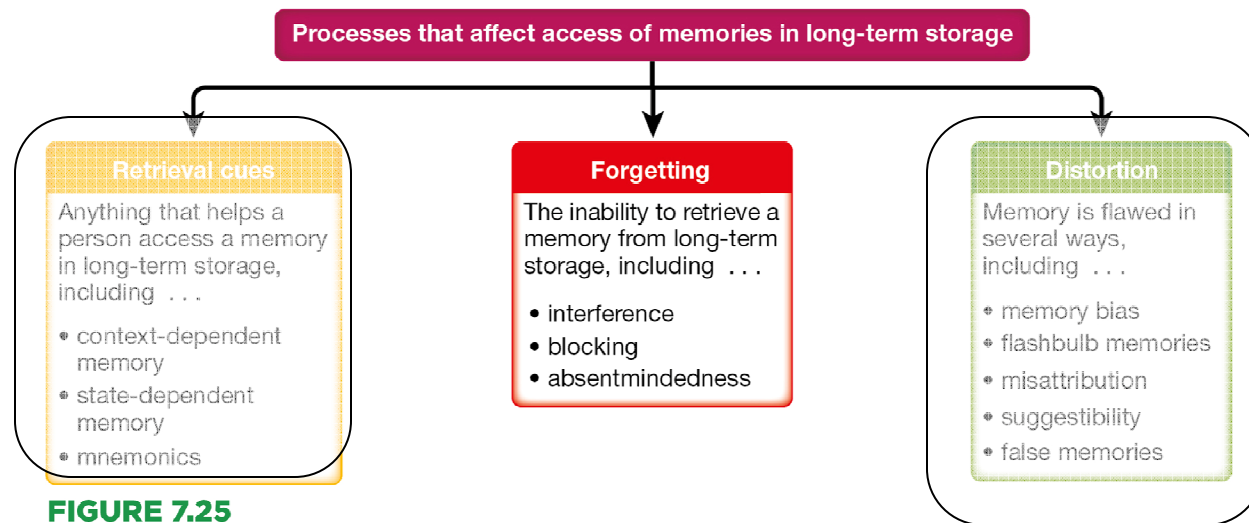 Processes that affect access of memories in long-term storage
Retrieval cues
Anything that helps a
person access a memory
in long-term storage,
including . . .
• context-dependent
memory
• state-dependent
memory
• mnemonics
Forgetting
The inability to retrieve a
memory from long-term
storage, including . . .
• interference
• blocking
• absentmindedness
Distortion
Memory is flawed in
several ways,
including . . .
• memory bias
• flashbulb memories
• misattribution
• suggestibility
• false memories
FIGURE 7.25